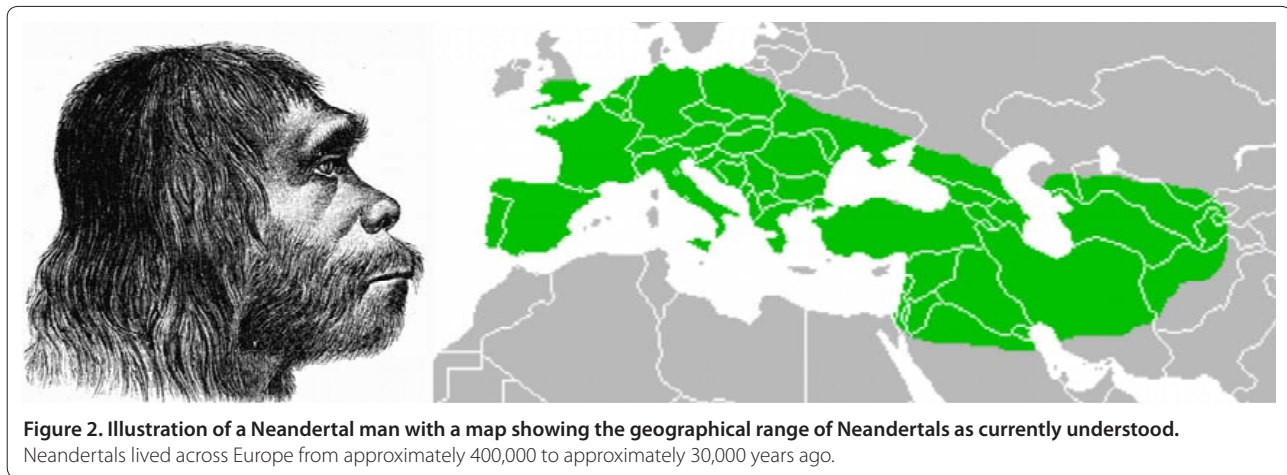 Figure 2. Illustration of a Neandertal man with a map showing the geographical range of Neandertals as currently understood.
Neandertals lived across Europe from approximately 400,000 to approximately 30,000 years ago.